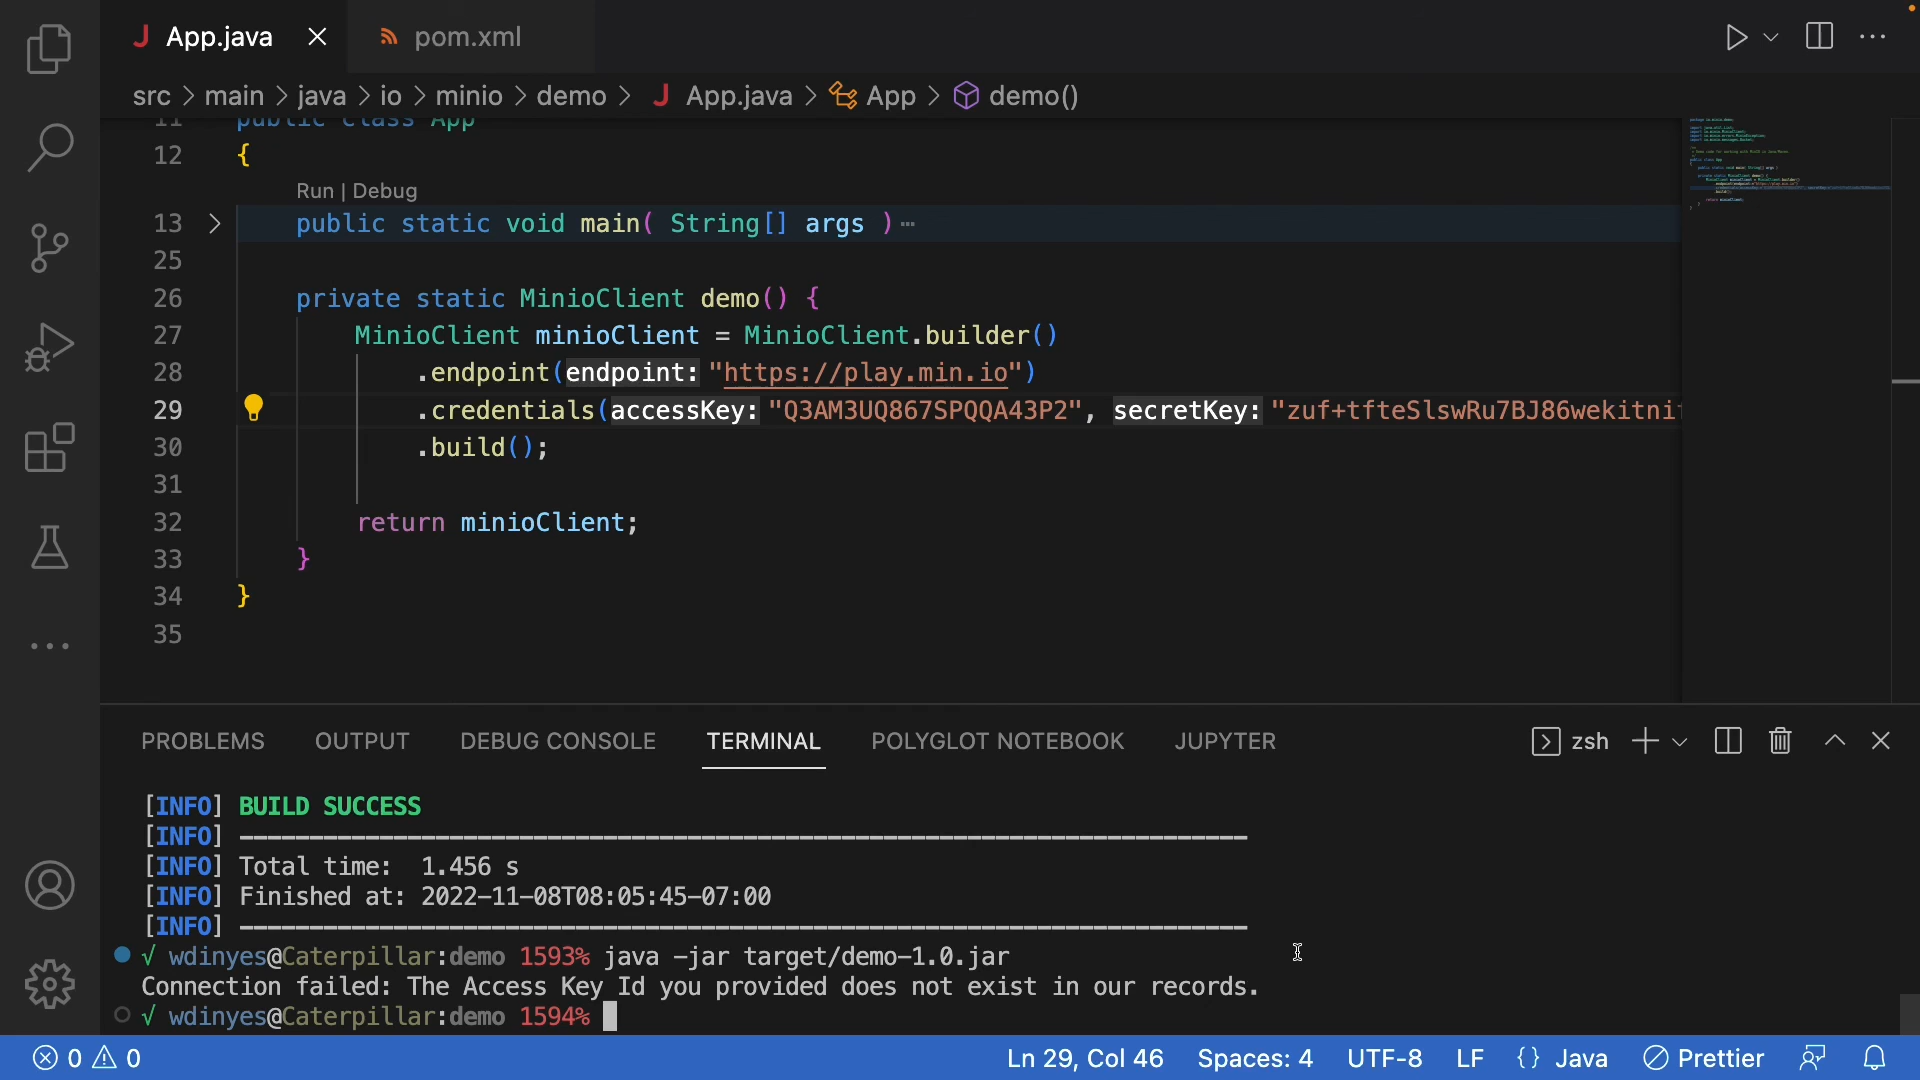 App.java
pom.xml
src > main > java > io > minio > demo > App.java > App > demo()
11 public class App
12 {
Run | Debug
13 public static void main( String[] args ) ⋯
25
26 private static MinioClient demo() {
27 MinioClient minioClient = MinioClient.builder()
28 .endpoint(endpoint: "https://play.min.io")
29 .credentials(accessKey: "Q3AM3UQ867SPQQA43P2", secretKey: "zuf+tfteSlswRu7BJ86wekitnif
30 .build();
31
32 return minioClient;
33 }
34 }
35
PROBLEMS OUTPUT DEBUG CONSOLE TERMINAL POLYGLOT NOTEBOOK JUPYTER zsh
[INFO] BUILD SUCCESS
[INFO] ------------------------------------------------------------------------
[INFO] Total time: 1.456 s
[INFO] Finished at: 2022-11-08T08:05:45-07:00
[INFO] ------------------------------------------------------------------------
√ wdinyes@Caterpillar:demo 1593% java -jar target/demo-1.0.jar
Connection failed: The Access Key Id you provided does not exist in our records.
√ wdinyes@Caterpillar:demo 1594%
0 0 Ln 29, Col 46 Spaces: 4 UTF-8 LF {} Java Prettier